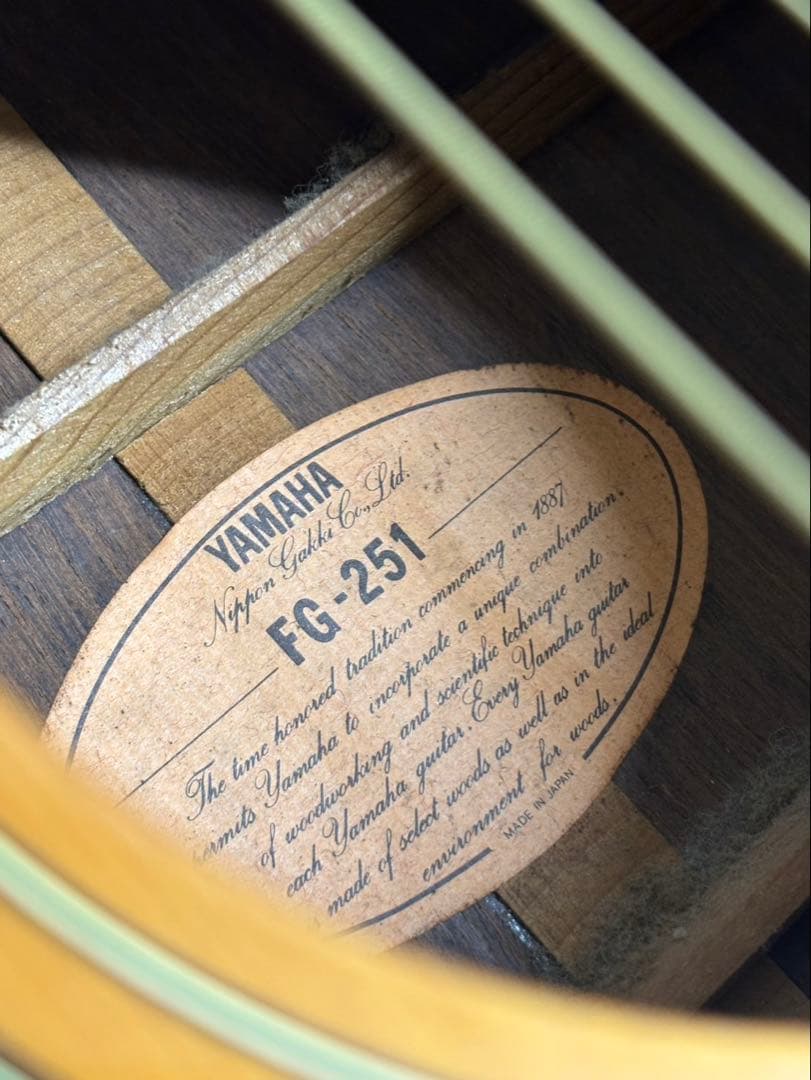 YAMAHA
Nippon Gakki Co., Ltd.
FG-251
The time honored tradition commencing in 1887
permits Yamaha to incorporate a unique combination
of woodworking and scientific technique into
each Yamaha guitar. Every Yamaha guitar
made of select woods as well as in the ideal
environment for woods.
MADE IN JAPAN